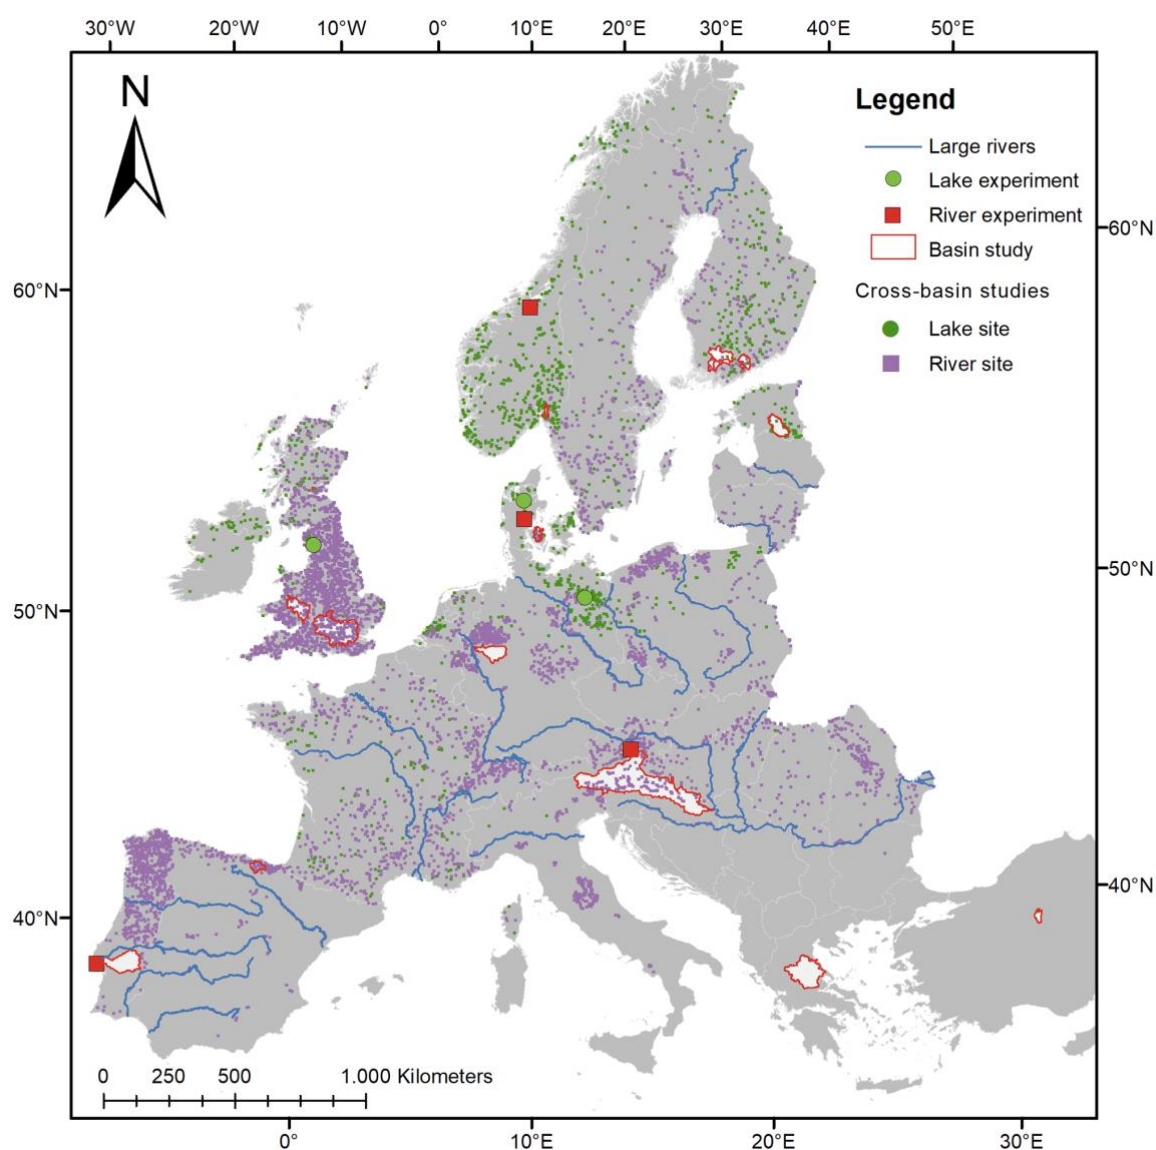 30°W 20°W 10°W 0° 10°E 20°E 30°E 40°E 50°E
N
Legend
Large rivers
Lake experiment
River experiment
Basin study
Cross-basin studies
Lake site
River site
60°N
60°N
50°N
50°N
40°N
40°N
0 250 500 1.000 Kilometers
0° 10°E 20°E 30°E